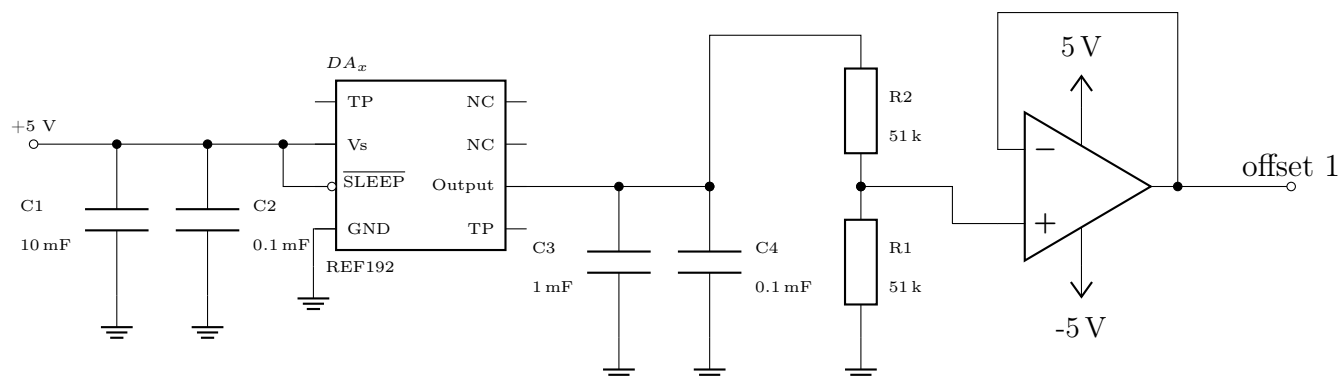 +5 V
C1
10 mF
C2
0.1 mF
DAₓ
TP
Vs
SLEEP
GND
NC
NC
Output
TP
REF192
C3
1 mF
C4
0.1 mF
R2
51 k
R1
51 k
5 V
−
+
-5 V
offset 1